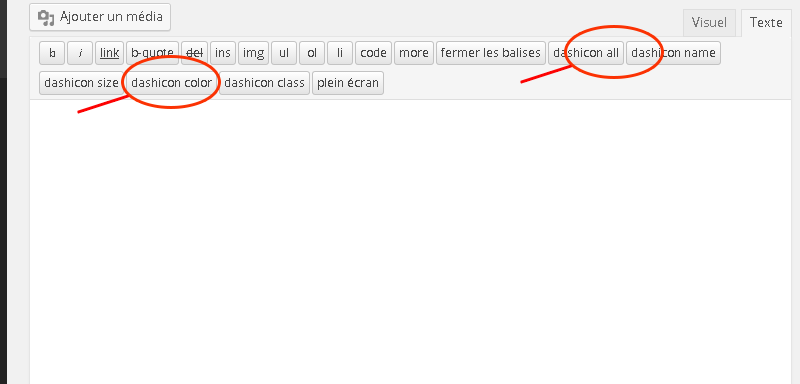 Ajouter un média
Visuel Texte
b i link b-quote del ins img ul ol li code more fermer les balises dashicon all dashicon name
dashicon size dashicon color dashicon class plein écran